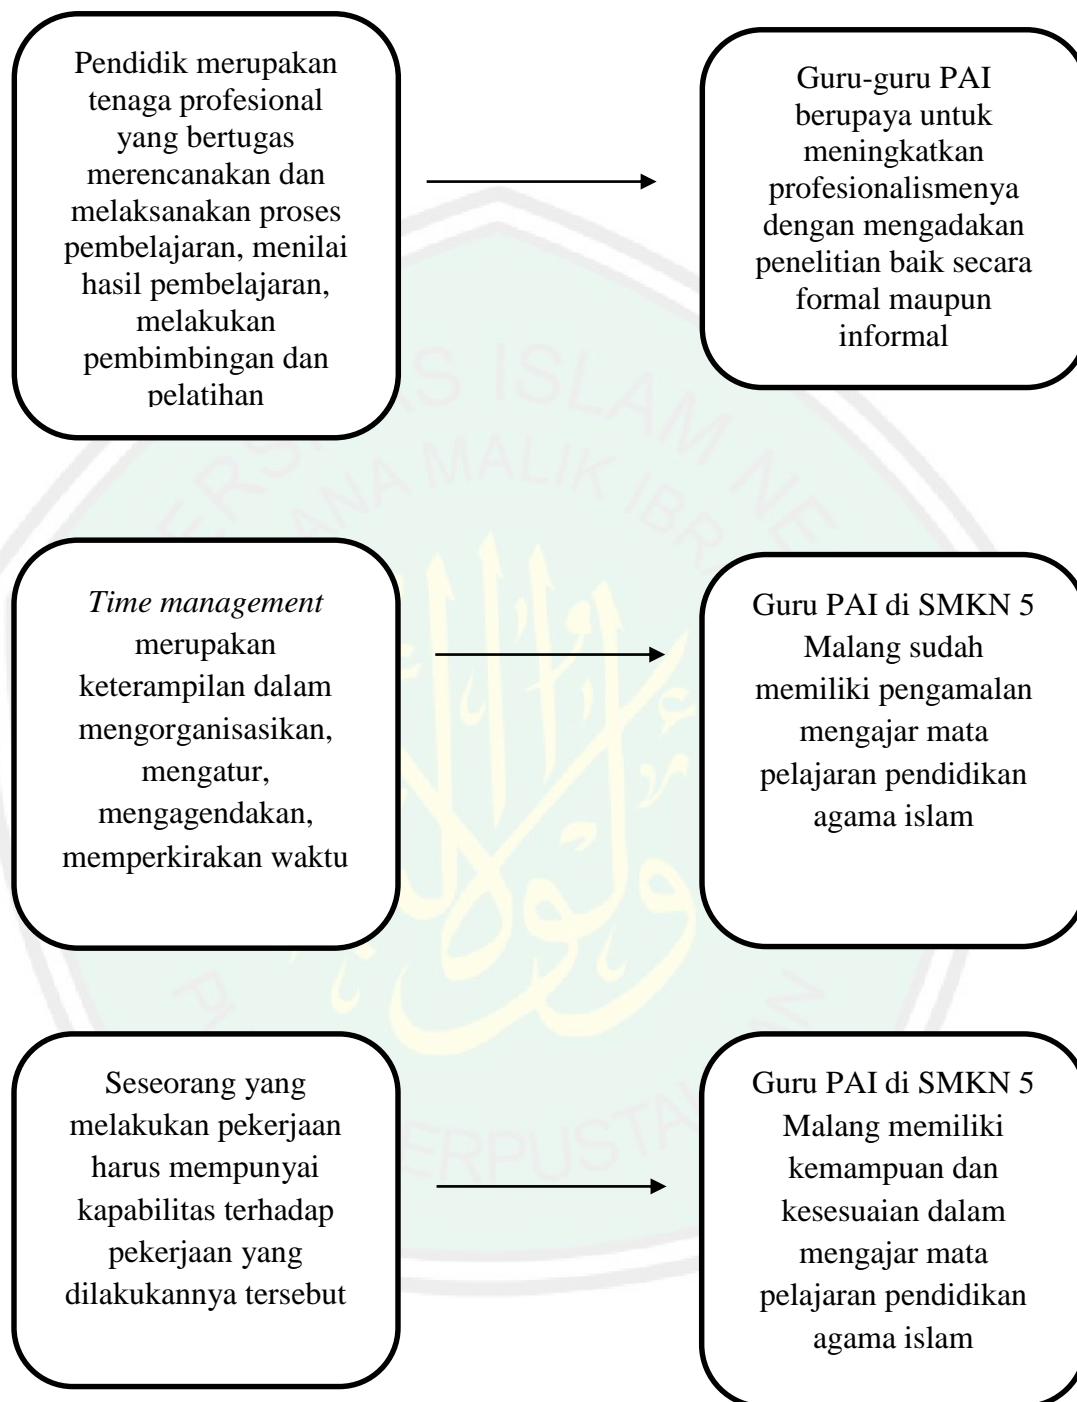 Pendidik merupakan
tenaga profesional
yang bertugas
merencanakan dan
melaksanakan proses
pembelajaran, menilai
hasil pembelajaran,
melakukan
pembimbingan dan
pelatihan
Guru-guru PAI
berupaya untuk
meningkatkan
profesionalismenya
dengan mengadakan
penelitian baik secara
formal maupun
informal
Time management
merupakan
keterampilan dalam
mengorganisasikan,
mengatur,
mengagendakan,
memperkirakan waktu
Guru PAI di SMKN 5
Malang sudah
memiliki pengamalan
mengajar mata
pelajaran pendidikan
agama islam
Seseorang yang
melakukan pekerjaan
harus mempunyai
kapabilitas terhadap
pekerjaan yang
dilakukannya tersebut
Guru PAI di SMKN 5
Malang memiliki
kemampuan dan
kesesuaian dalam
mengajar mata
pelajaran pendidikan
agama islam